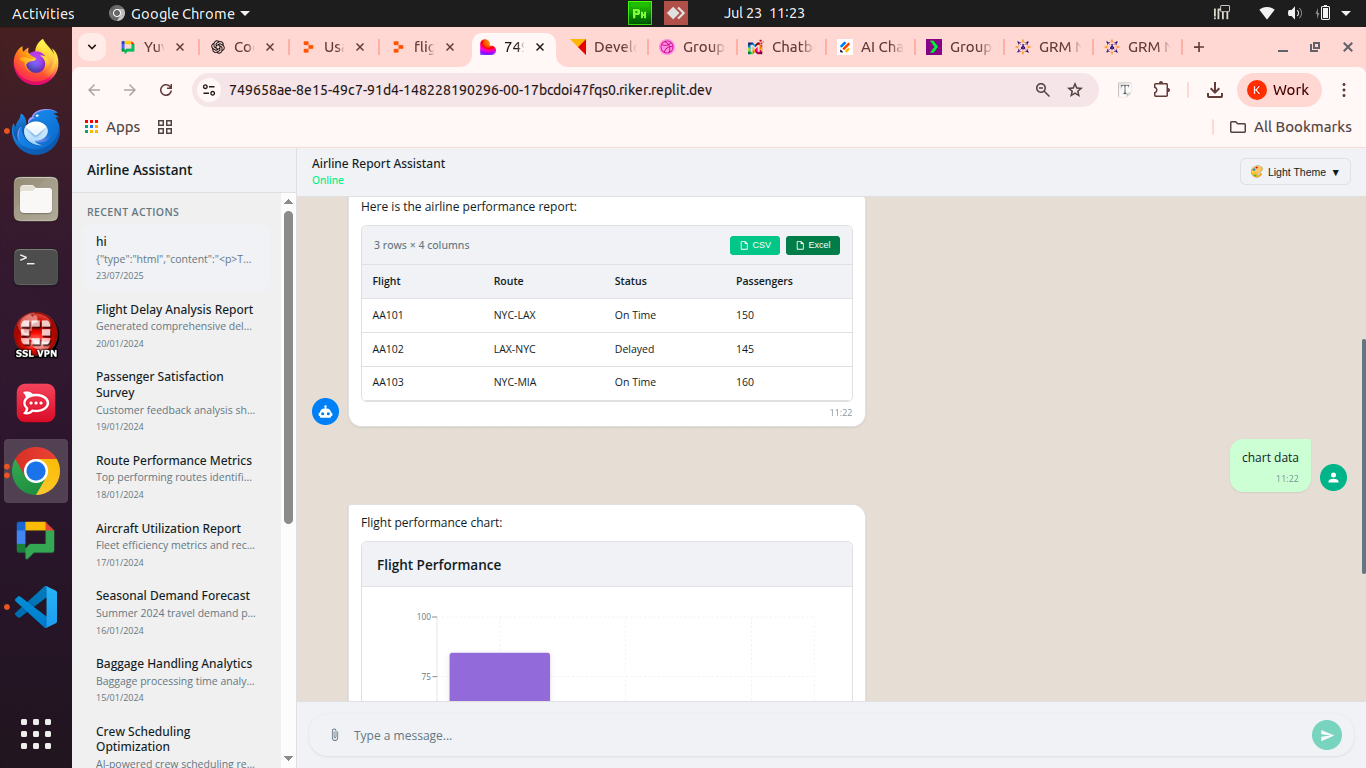 Activities
Google Chrome
Jul 23 11:23
Yu
Co
Us
flig
749
Devel
Group
Chatb
AI Cha
Group
GRM
GRM
749658ae-8e15-49c7-91d4-148228190296-00-17bcdoi47fqs0.riker.replit.dev
K Work
Apps
All Bookmarks
SSL VPN
Airline Assistant
RECENT ACTIONS
hi
{"type":"html","content":"<p>T...
23/07/2025
Flight Delay Analysis Report
Generated comprehensive del...
20/01/2024
Passenger Satisfaction
Survey
Customer feedback analysis sh...
19/01/2024
Route Performance Metrics
Top performing routes identifi...
18/01/2024
Aircraft Utilization Report
Fleet efficiency metrics and rec...
17/01/2024
Seasonal Demand Forecast
Summer 2024 travel demand p...
16/01/2024
Baggage Handling Analytics
Baggage processing time analy...
15/01/2024
Crew Scheduling
Optimization
AI-powered crew scheduling re...
Airline Report Assistant
Online
Light Theme
Here is the airline performance report:
3 rows × 4 columns
CSV
Excel
Flight Route Status Passengers
AA101 NYC-LAX On Time 150
AA102 LAX-NYC Delayed 145
AA103 NYC-MIA On Time 160
11:22
chart data
11:22
Flight performance chart:
Flight Performance
100
75
Type a message...